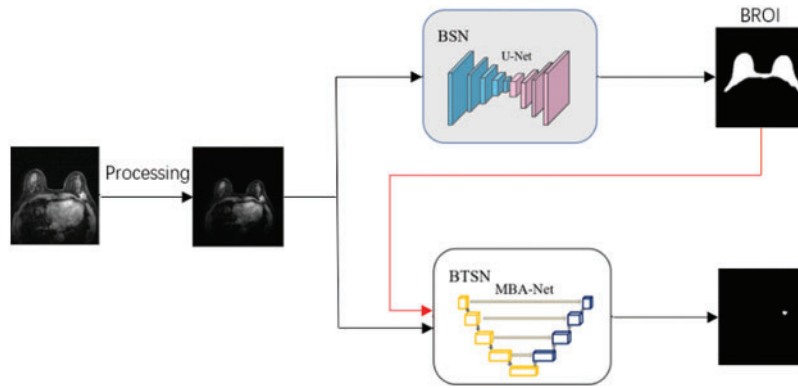 BROI
BSN
U-Net
Processing
BTSN
MBA-Net